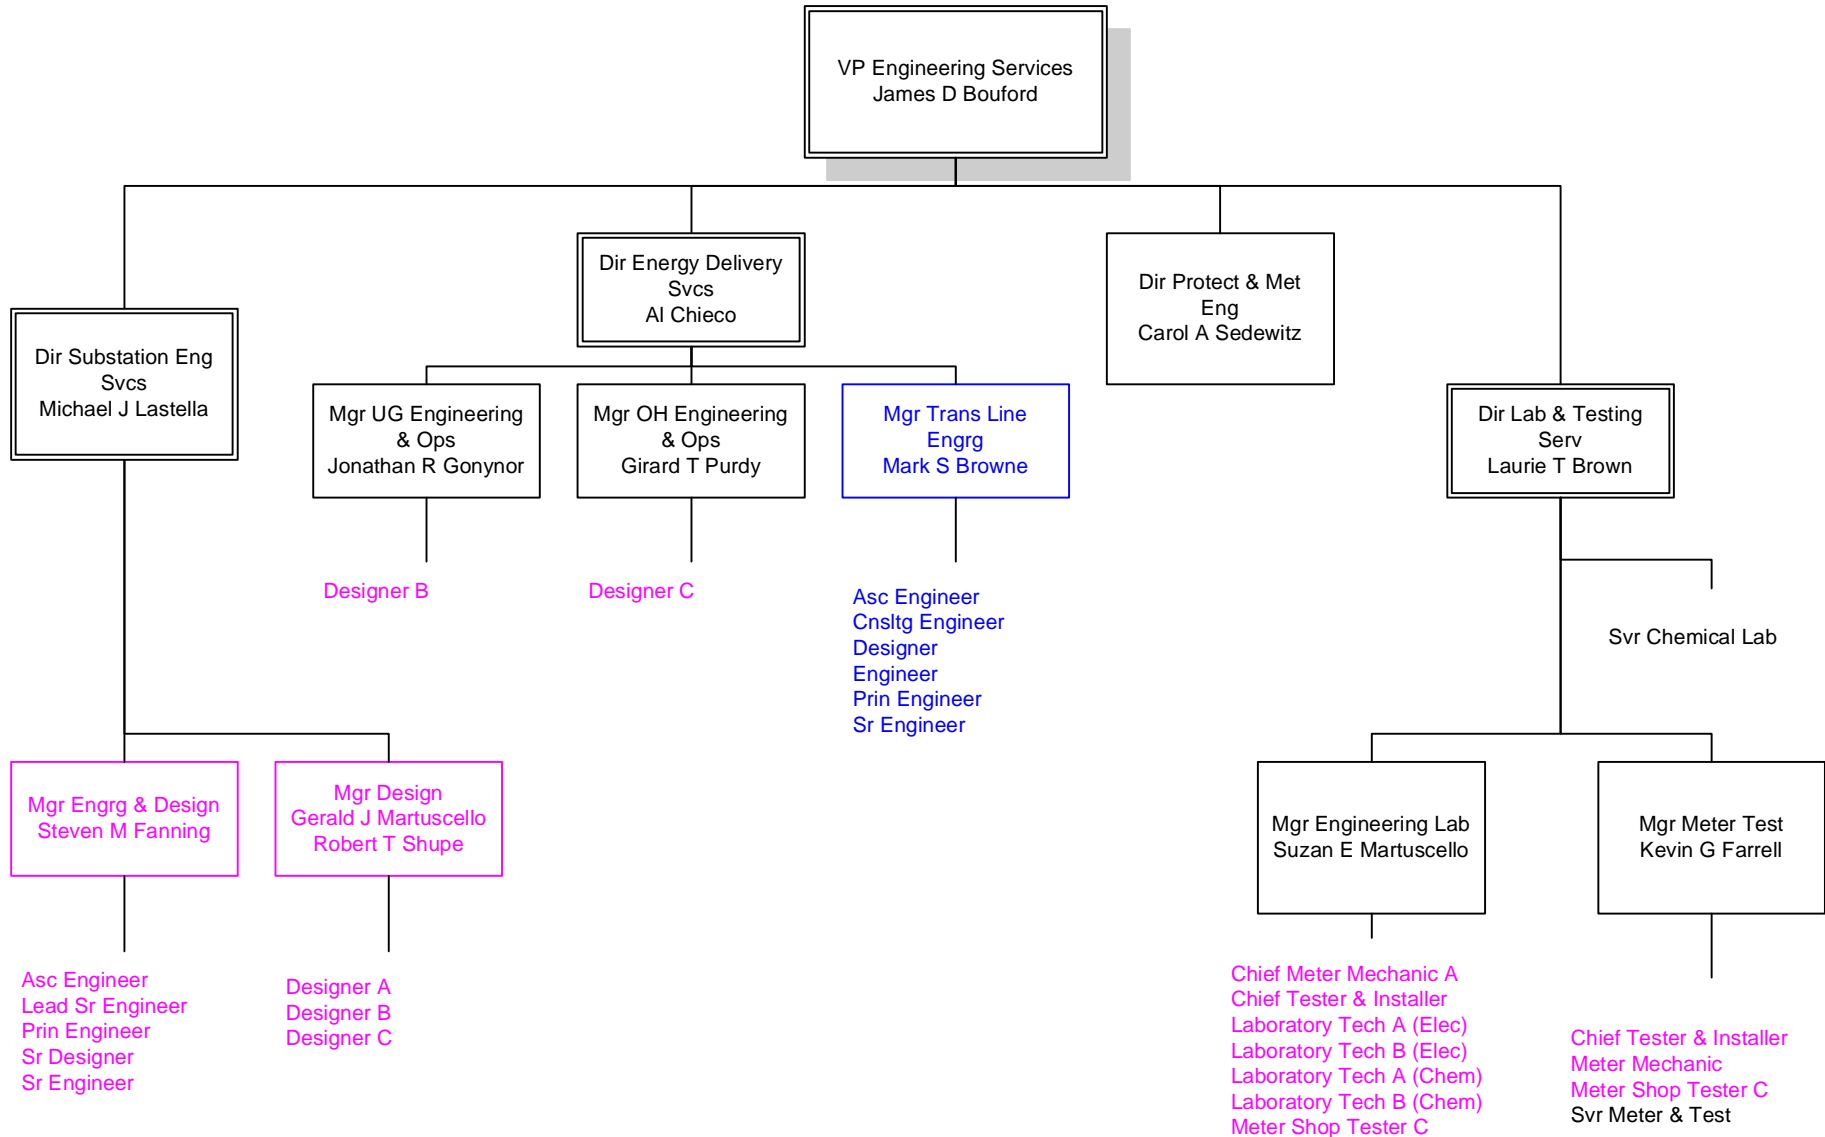 VP Engineering Services
James D Bouford
Dir Energy Delivery
Svcs
Al Chieco
Dir Protect & Met
Eng
Carol A Sedewitz
Dir Substation Eng
Svcs
Michael J Lastella
Mgr UG Engineering
& Ops
Jonathan R Gonynor
Mgr OH Engineering
& Ops
Girard T Purdy
Mgr Trans Line
Engrg
Mark S Browne
Dir Lab & Testing
Serv
Laurie T Brown
Designer B
Designer C
Asc Engineer
Cnsltg Engineer
Designer
Engineer
Prin Engineer
Sr Engineer
Svr Chemical Lab
Mgr Engrg & Design
Steven M Fanning
Mgr Design
Gerald J Martuscello
Robert T Shupe
Mgr Engineering Lab
Suzan E Martuscello
Mgr Meter Test
Kevin G Farrell
Asc Engineer
Lead Sr Engineer
Prin Engineer
Sr Designer
Sr Engineer
Designer A
Designer B
Designer C
Chief Meter Mechanic A
Chief Tester & Installer
Laboratory Tech A (Elec)
Laboratory Tech B (Elec)
Laboratory Tech A (Chem)
Laboratory Tech B (Chem)
Meter Shop Tester C
Chief Tester & Installer
Meter Mechanic
Meter Shop Tester C
Svr Meter & Test